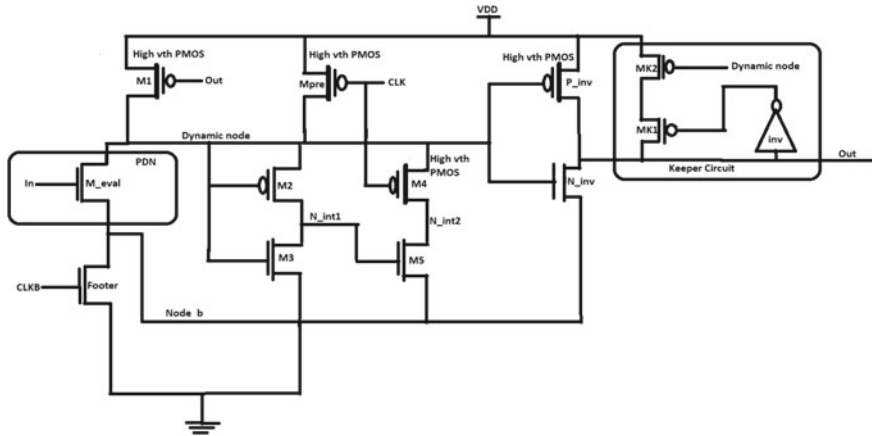 VDD
High vth PMOS
M1
Out
High vth PMOS
Mpre
CLK
High vth PMOS
P_inv
MK2
Dynamic node
MK1
inv
Keeper Circuit
Out
Dynamic node
PDN
In
M_eval
M2
High vth
PMOS
M4
N_inv
N_int1
N_int2
M3
M5
CLKB
Footer
Node_b